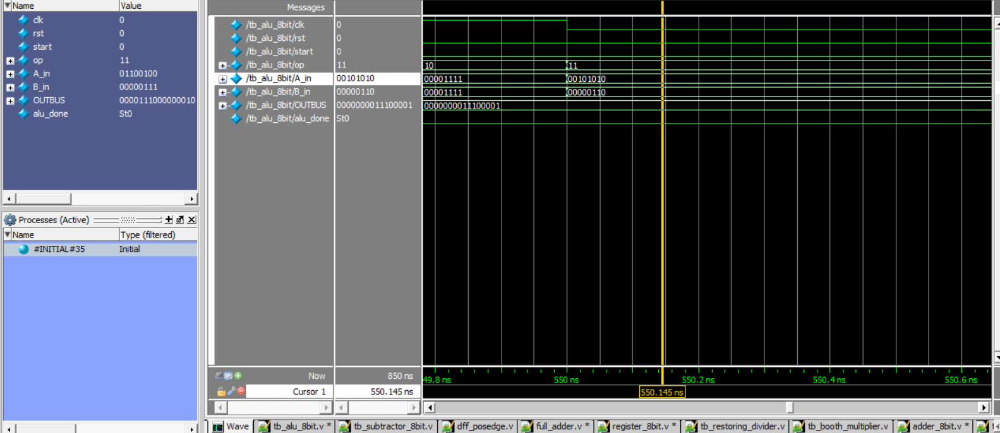 Name Value
clk 0
rst 0
start 0
op 11
A_in 01100100
B_in 00000111
OUTBUS 0000111000000010
alu_done St0
Processes (Active)
Name Type (filtered)
#INITIAL#35 Initial
Messages
/tb_alu_8bit/clk 0
/tb_alu_8bit/rst 0
/tb_alu_8bit/start 0
/tb_alu_8bit/op 11 10 11
/tb_alu_8bit/A_in 00101010 00001111 00101010
/tb_alu_8bit/B_in 00000110 00001111 00000110
/tb_alu_8bit/OUTBUS 0000000011100001 0000000011100001
/tb_alu_8bit/alu_done St0
Now 850 ns 49.8 ns 550 ns 550.2 ns 550.4 ns 550.6 ns
Cursor 1 550.145 ns 550.145 ns
Wave tb_alu_8bit.v * tb_subtractor_8bit.v dff_posedge.v full_adder.v * register_8bit.v * tb_restoring_divider.v tb_booth_multiplier.v adder_8bit.v *